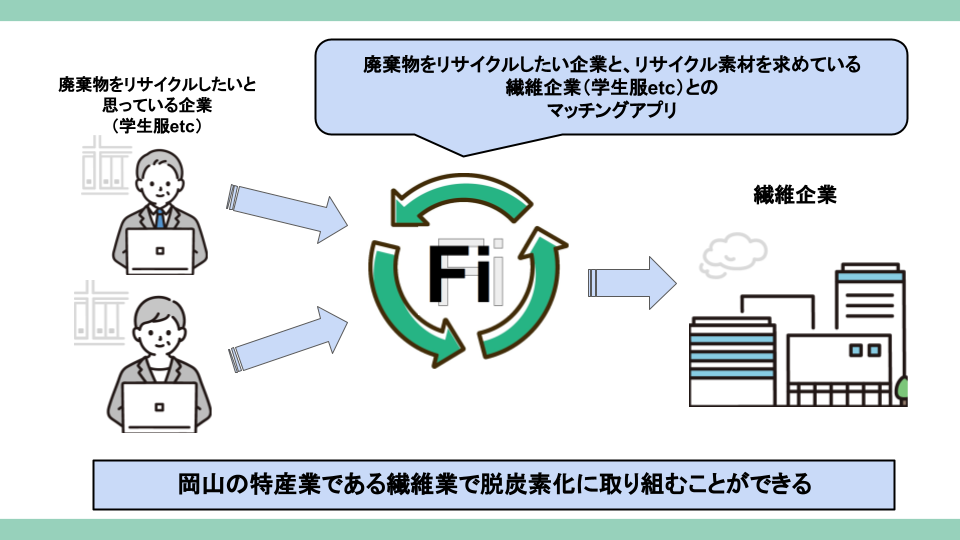 廃棄物をリサイクルしたい企業と、リサイクル素材を求めている
繊維企業(学生服etc)との
マッチングアプリ
廃棄物をリサイクルしたいと
思っている企業
(学生服etc)
Fi
繊維企業
岡山の特産業である繊維業で脱炭素化に取り組むことができる